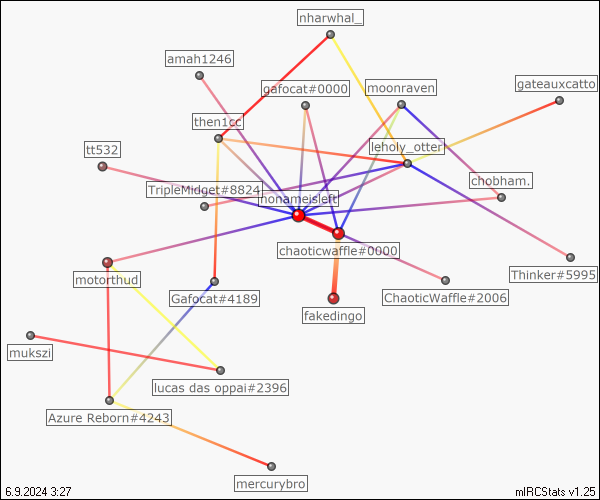 nharwhal_
amah1246
gafocat#0000
moonraven
gateauxcatto
then1cc
leholy_otter
tt532
TripleMidget#8824
nonameisleft
chobham.
chaoticwaffle#0000
motorthud
Gafocat#4189
ChaoticWaffle#2006
Thinker#5995
fakedingo
mukszi
lucas das oppai#2396
Azure Reborn#4243
mercurybro
6.9.2024 3:27
mIRCStats v1.25